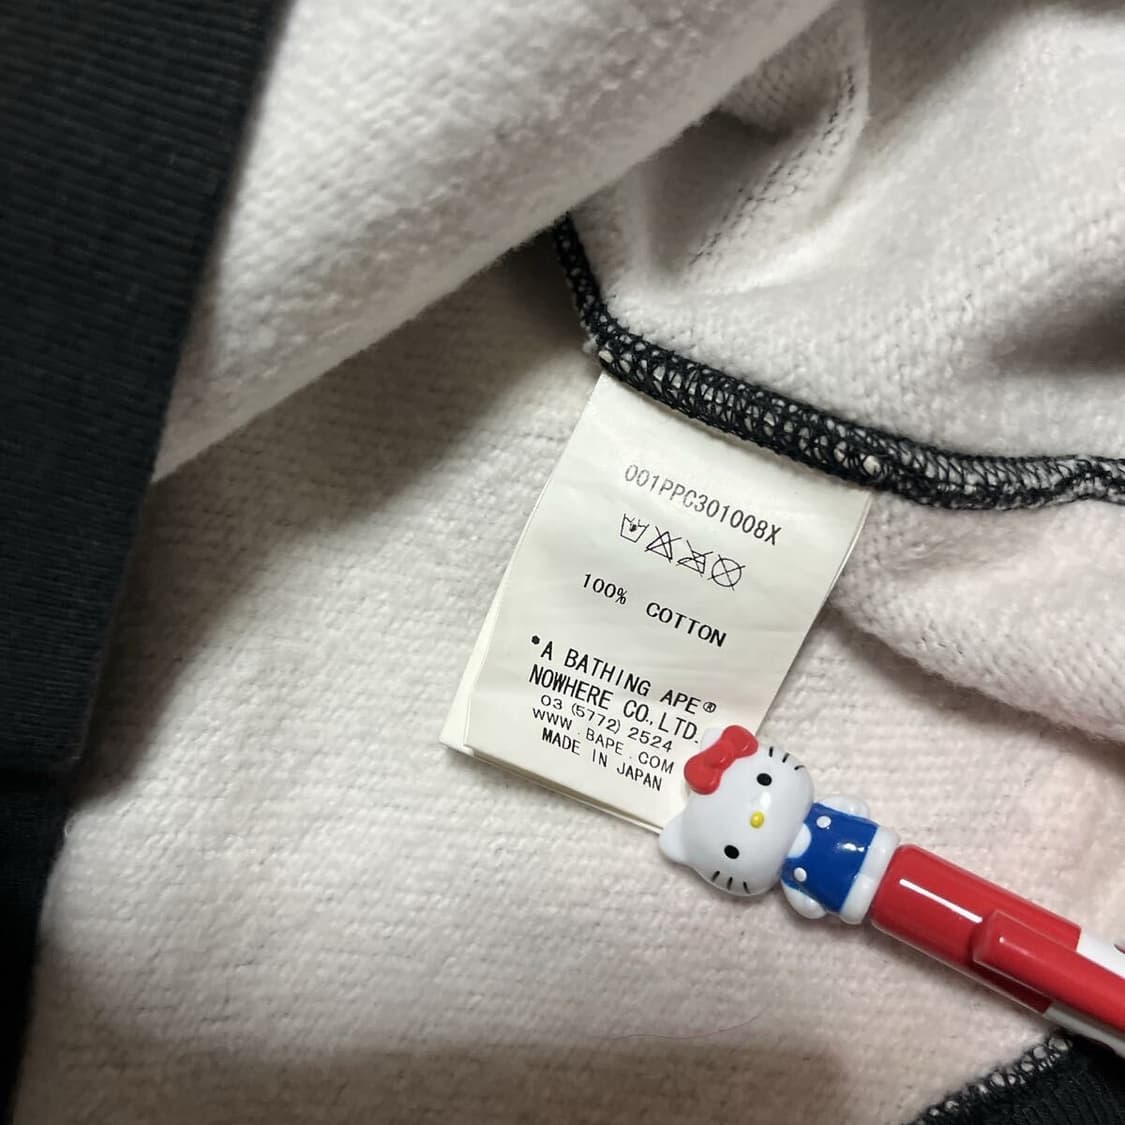 001PPC301008X
100% COTTON
*A BATHING APE®
NOWHERE CO., LTD.
03 (5772) 2524
WWW.BAPE.COM
MADE IN JAPAN